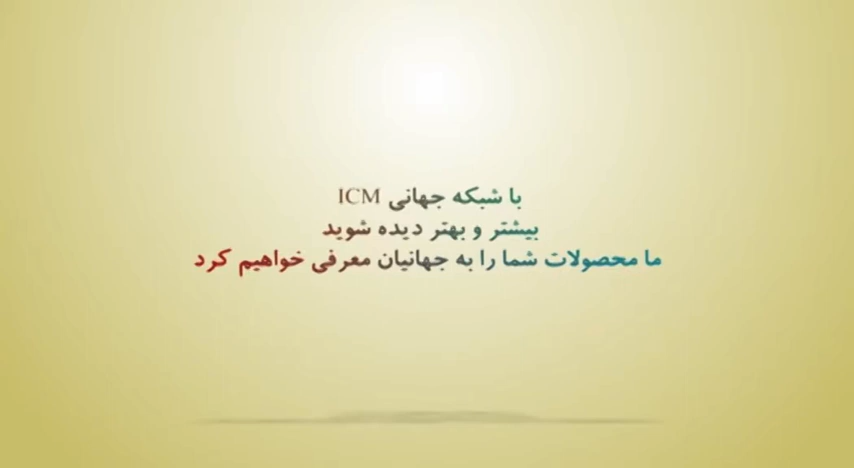 با شبکه جهانی ICM
بیشتر و بهتر دیده شوید
ما محصولات شما را به جهانیان معرفی خواهیم کرد